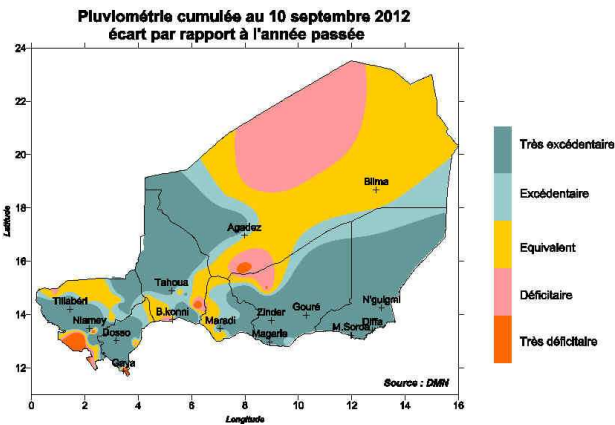 Pluviométrie cumulée au 10 septembre 2012
écart par rapport à l'année passée
24
22
20
18
16
14
12
Latitude
0
2
4
6
8
10
12
14
16
Longitude
Bilma
Agadez
Tahoua
Tillabéri
Niamey
Dosso
Gaya
B.konni
Maradi
Zinder
Magaria
Gouré
N'guigmi
Diffa
M.Soroa
Source : DMN
Très excédentaire
Excédentaire
Equivalent
Déficitaire
Très déficitaire